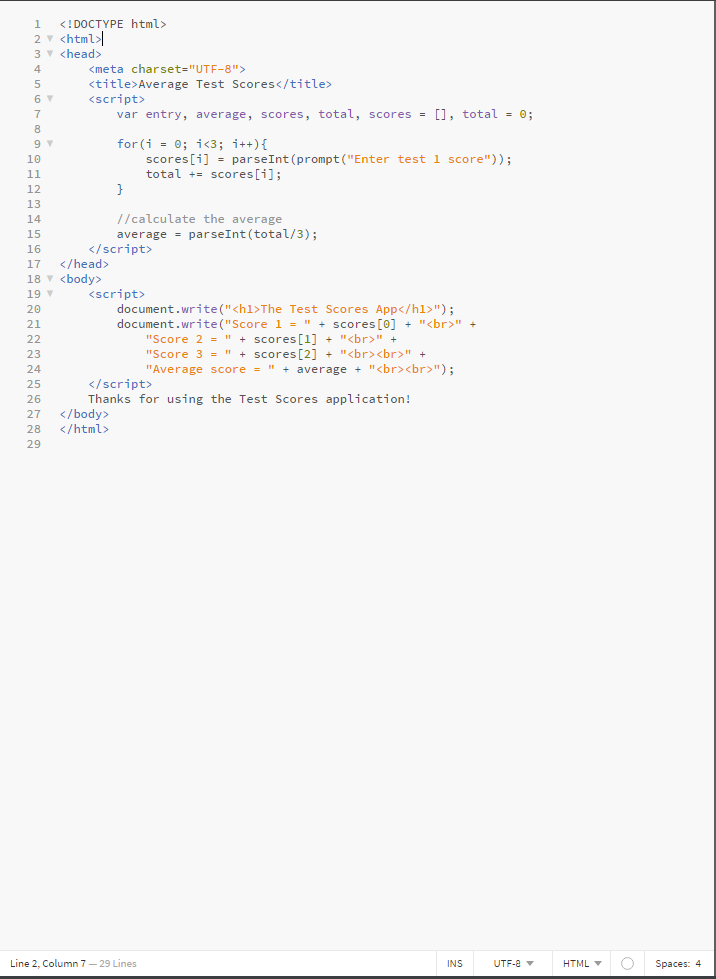 1 <!DOCTYPE html>
2 <html>
3 <head>
4     <meta charset="UTF-8">
5     <title>Average Test Scores</title>
6     <script>
7         var entry, average, scores, total, scores = [], total = 0;
8
9         for(i = 0; i<3; i++){
10             scores[i] = parseInt(prompt("Enter test 1 score"));
11             total += scores[i];
12         }
13
14         //calculate the average
15         average = parseInt(total/3);
16     </script>
17 </head>
18 <body>
19     <script>
20         document.write("<h1>The Test Scores App</h1>");
21         document.write("Score 1 = " + scores[0] + "<br>" +
22             "Score 2 = " + scores[1] + "<br>" +
23             "Score 3 = " + scores[2] + "<br><br>" +
24             "Average score = " + average + "<br><br>");
25     </script>
26     Thanks for using the Test Scores application!
27 </body>
28 </html>
29
Line 2, Column 7 — 29 Lines INS UTF-8 HTML Spaces: 4